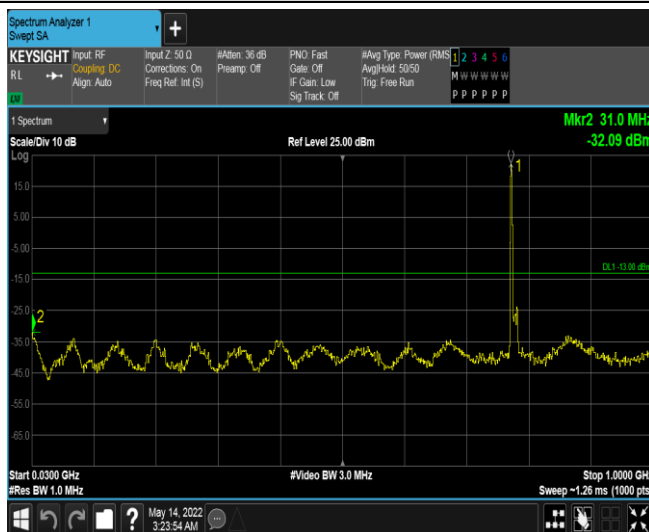 Spectrum Analyzer 1
Swept SA
KEYSIGHT Input: RF Input Z: 50 Ω #Atten: 36 dB PNO: Fast #Avg Type: Power (RMS 1 2 3 4 5 6
RL Coupling: DC Corrections: On Preamp: Off Gate: Off Avg|Hold: 50/50 M W W W W W
Align: Auto Freq Ref: Int (S) IF Gain: Low Trig: Free Run
Sig Track: Off P P P P P P
1 Spectrum Mkr2 31.0 MHz
Scale/Div 10 dB Ref Level 25.00 dBm -32.09 dBm
Log
1
15.0
5.00
-5.00
DL1 -13.00 dBm
-15.0
-25.0
2
-35.0
-45.0
-55.0
-65.0
Start 0.0300 GHz #Video BW 3.0 MHz Stop 1.0000 GHz
#Res BW 1.0 MHz Sweep ~1.26 ms (1000 pts
? May 14, 2022
3:23:54 AM